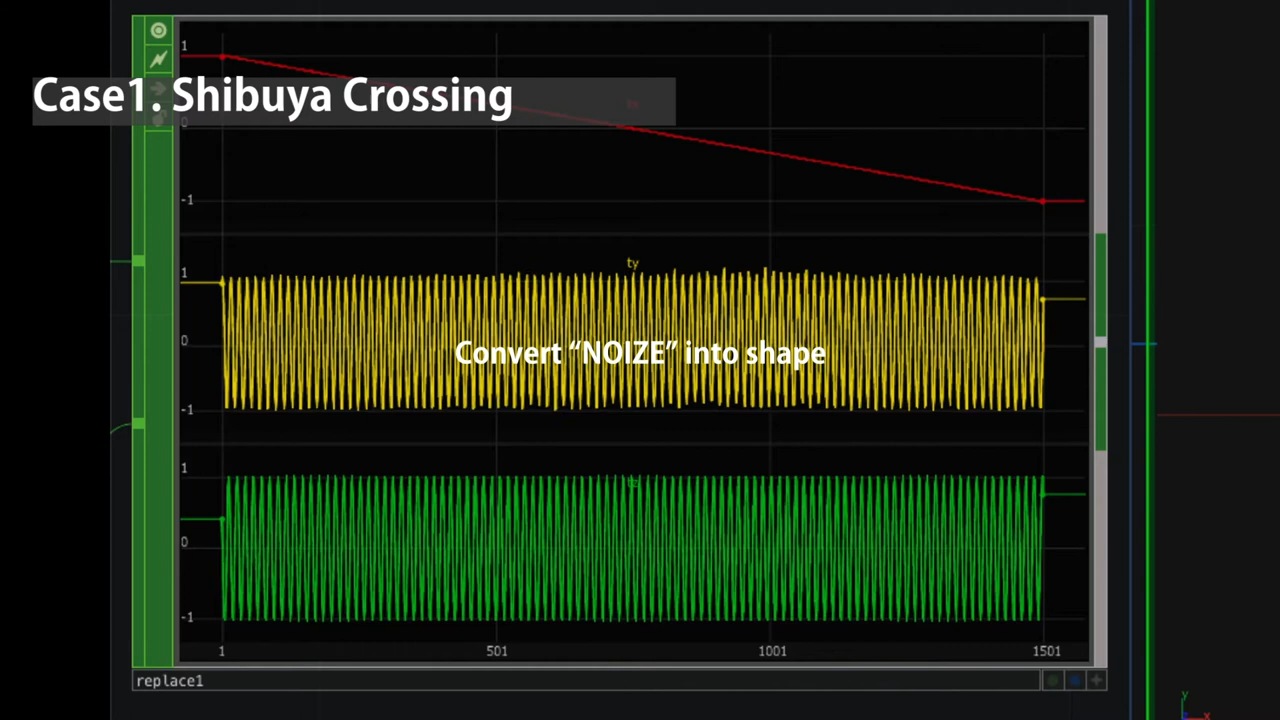 1
Case1. Shibuya Crossing
0
-1
ty
1
0
Convert “NOIZE” into shape
-1
1
tz
0
-1
1 501 1001 1501
replace1
y
x